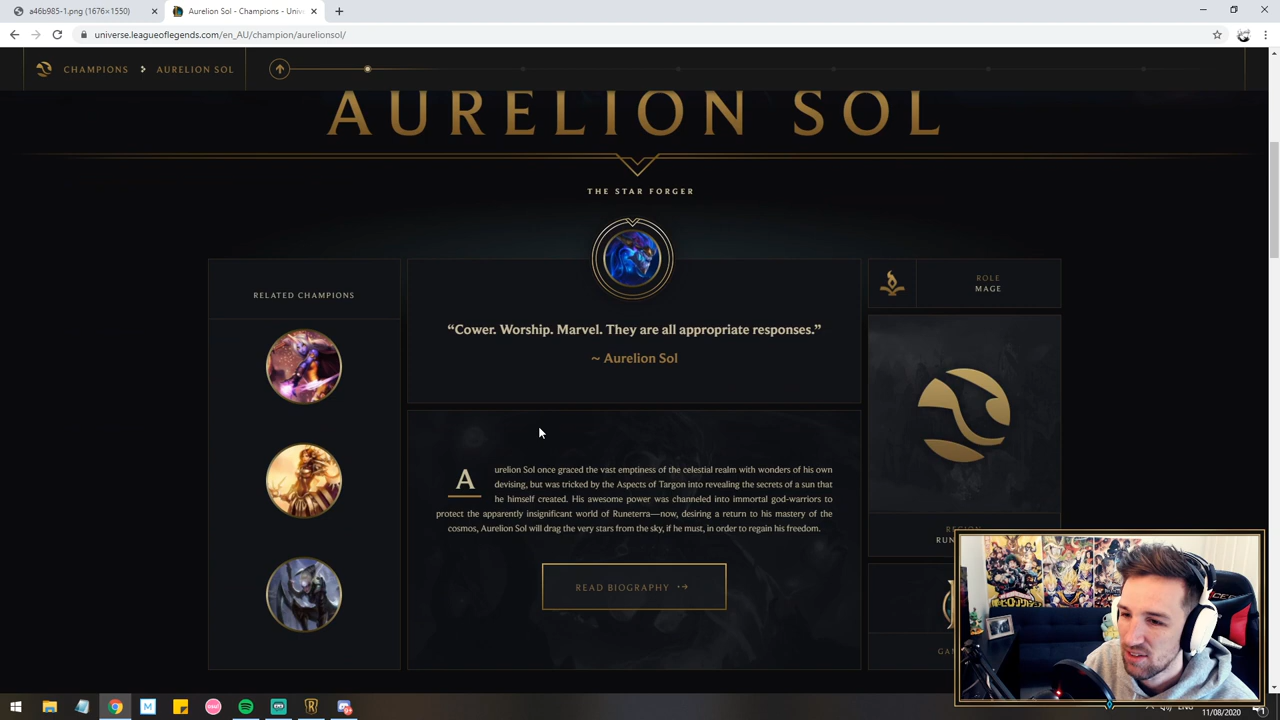 a46b985-1.png (1676×1550)
Aurelion Sol - Champions - Univ
universe.leagueoflegends.com/en_AU/champion/aurelionsol/
CHAMPIONS
AURELION SOL
AURELION SOL
THE STAR FORGER
RELATED CHAMPIONS
“Cower. Worship. Marvel. They are all appropriate responses.”
~ Aurelion Sol
Aurelion Sol once graced the vast emptiness of the celestial realm with wonders of his own
devising, but was tricked by the Aspects of Targon into revealing the secrets of a sun that
he himself created. His awesome power was channeled into immortal god-warriors to
protect the apparently insignificant world of Runeterra—now, desiring a return to his mastery of the
cosmos, Aurelion Sol will drag the very stars from the sky, if he must, in order to regain his freedom.
READ BIOGRAPHY
ROLE
MAGE
REGION
RUN
GA
ENG
11/08/2020